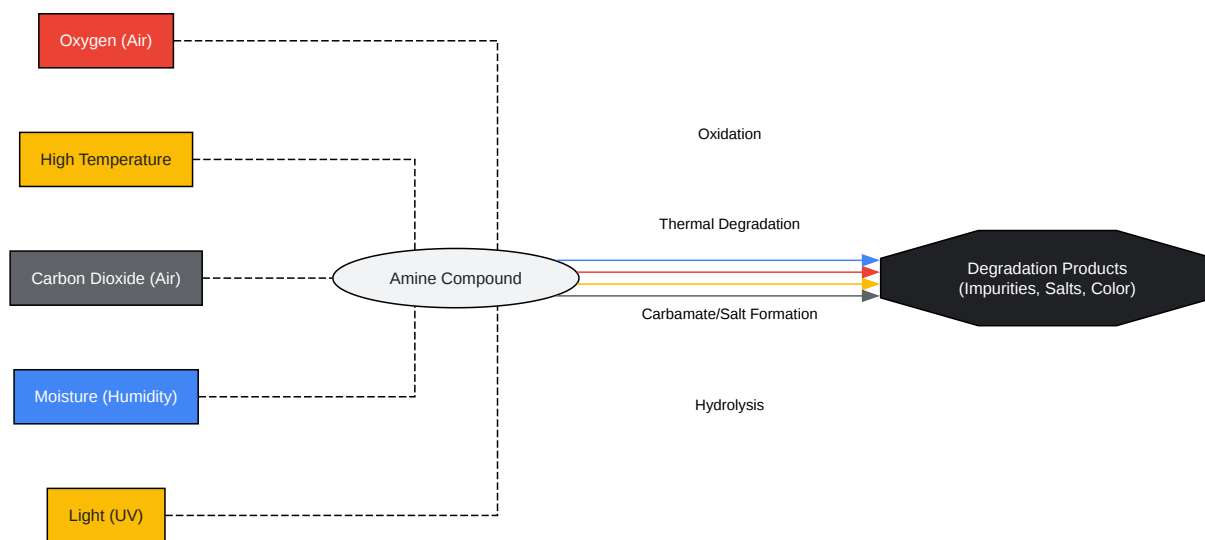 Oxygen (Air)
High Temperature
Carbon Dioxide (Air)
Moisture (Humidity)
Light (UV)
Amine Compound
Oxidation
Thermal Degradation
Carbamate/Salt Formation
Hydrolysis
Degradation Products
(Impurities, Salts, Color)